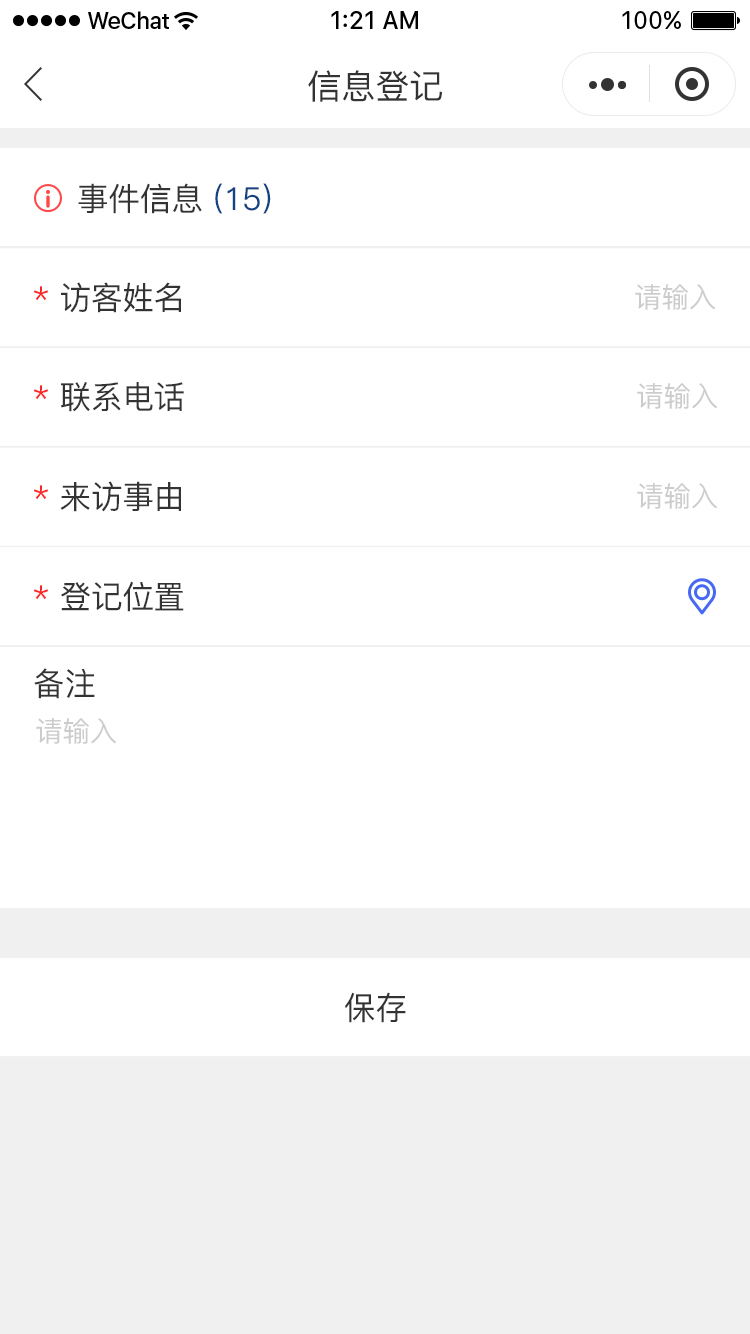 WeChat 1:21 AM 100%
信息登记
事件信息 (15)
* 访客姓名 请输入
* 联系电话 请输入
* 来访事由 请输入
* 登记位置
备注
请输入
保存